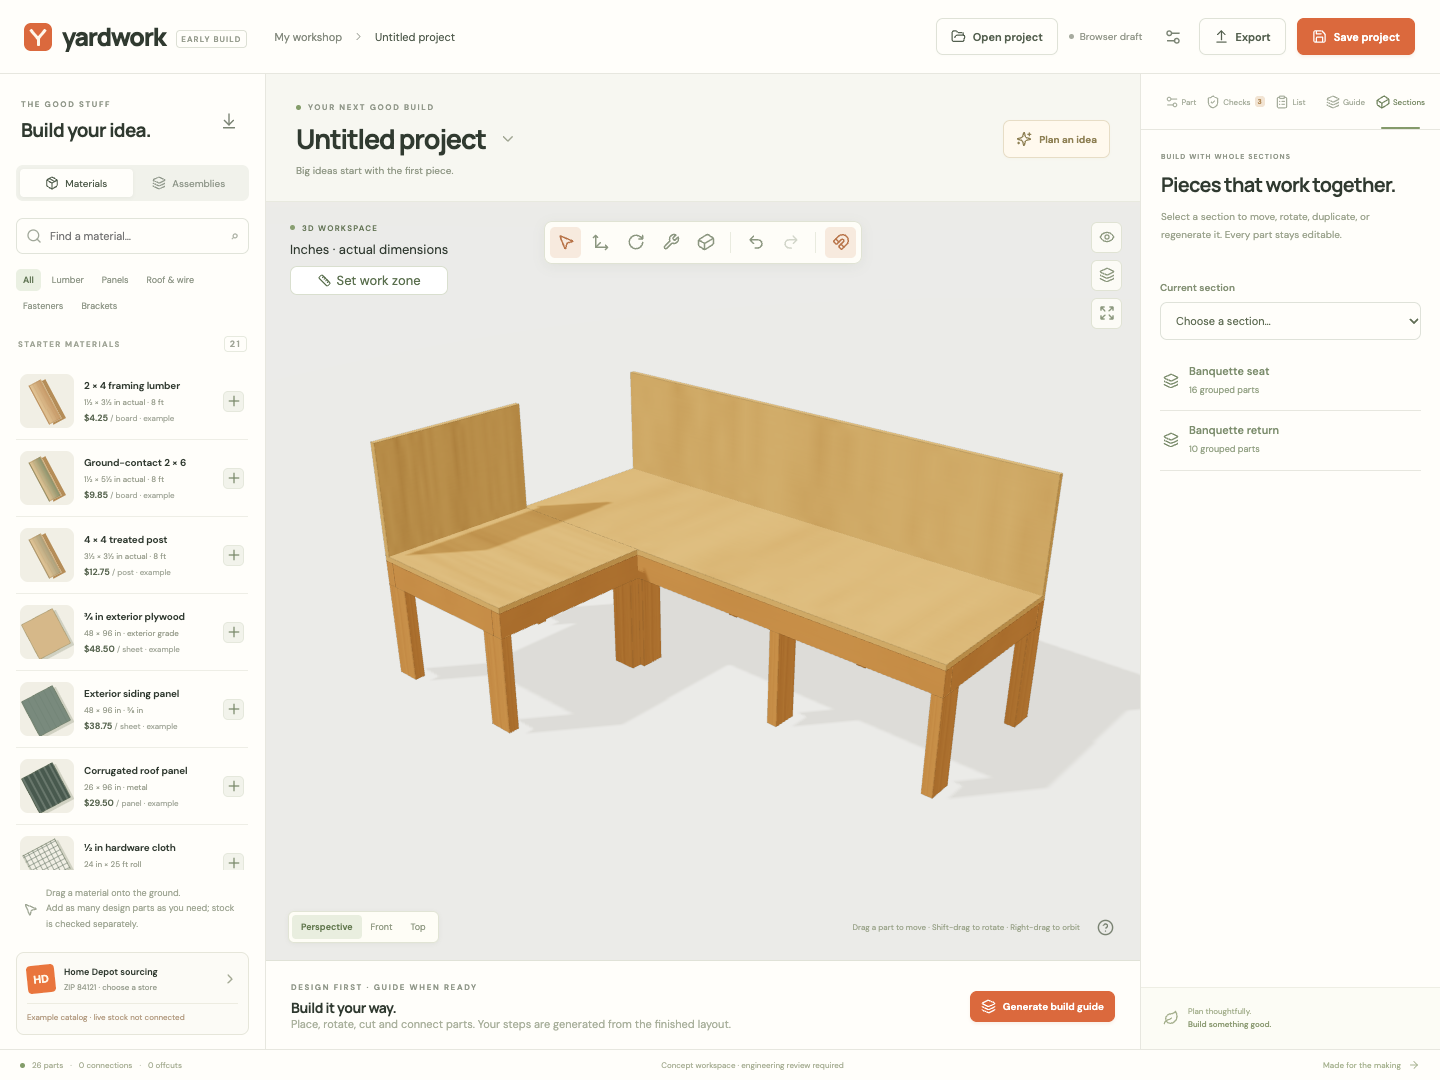 yardwork
EARLY BUILD
My workshop
Untitled project
Open project
Browser draft
Export
Save project
THE GOOD STUFF
Build your idea.
Materials
Assemblies
Find a material...
All
Lumber
Panels
Roof & wire
Fasteners
Brackets
STARTER MATERIALS
21
2 × 4 framing lumber
1½ × 3½ in actual · 8 ft
$4.25 / board · example
Ground-contact 2 × 6
1½ × 5½ in actual · 8 ft
$9.85 / board · example
4 × 4 treated post
3½ × 3½ in actual · 8 ft
$12.75 / post · example
¾ in exterior plywood
48 × 96 in · exterior grade
$48.50 / sheet · example
Exterior siding panel
48 × 96 in · ⅜ in
$38.75 / sheet · example
Corrugated roof panel
26 × 96 in · metal
$29.50 / panel · example
½ in hardware cloth
24 in × 25 ft roll
Drag a material onto the ground.
Add as many design parts as you need; stock
is checked separately.
HD
Home Depot sourcing
ZIP 84121 · choose a store
Example catalog · live stock not connected
YOUR NEXT GOOD BUILD
Untitled project
Big ideas start with the first piece.
Plan an idea
3D WORKSPACE
Inches · actual dimensions
Set work zone
Perspective
Front
Top
Drag a part to move · Shift-drag to rotate · Right-drag to orbit
DESIGN FIRST · GUIDE WHEN READY
Build it your way.
Place, rotate, cut and connect parts. Your steps are generated from the finished layout.
Generate build guide
Part
Checks 3
List
Guide
Sections
BUILD WITH WHOLE SECTIONS
Pieces that work together.
Select a section to move, rotate, duplicate, or
regenerate it. Every part stays editable.
Current section
Choose a section...
Banquette seat
16 grouped parts
Banquette return
10 grouped parts
Plan thoughtfully.
Build something good.
26 parts · 0 connections · 0 offcuts
Concept workspace · engineering review required
Made for the making